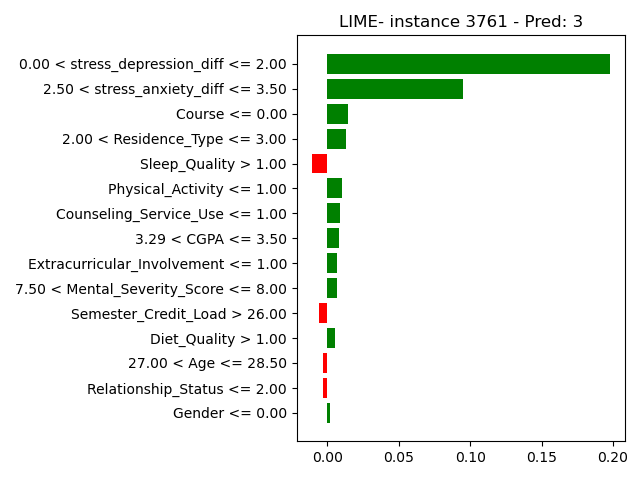 LIME- instance 3761 - Pred: 3
0.00 < stress_depression_diff <= 2.00
2.50 < stress_anxiety_diff <= 3.50
Course <= 0.00
2.00 < Residence_Type <= 3.00
Sleep_Quality > 1.00
Physical_Activity <= 1.00
Counseling_Service_Use <= 1.00
3.29 < CGPA <= 3.50
Extracurricular_Involvement <= 1.00
7.50 < Mental_Severity_Score <= 8.00
Semester_Credit_Load > 26.00
Diet_Quality > 1.00
27.00 < Age <= 28.50
Relationship_Status <= 2.00
Gender <= 0.00
0.00 0.05 0.10 0.15 0.20